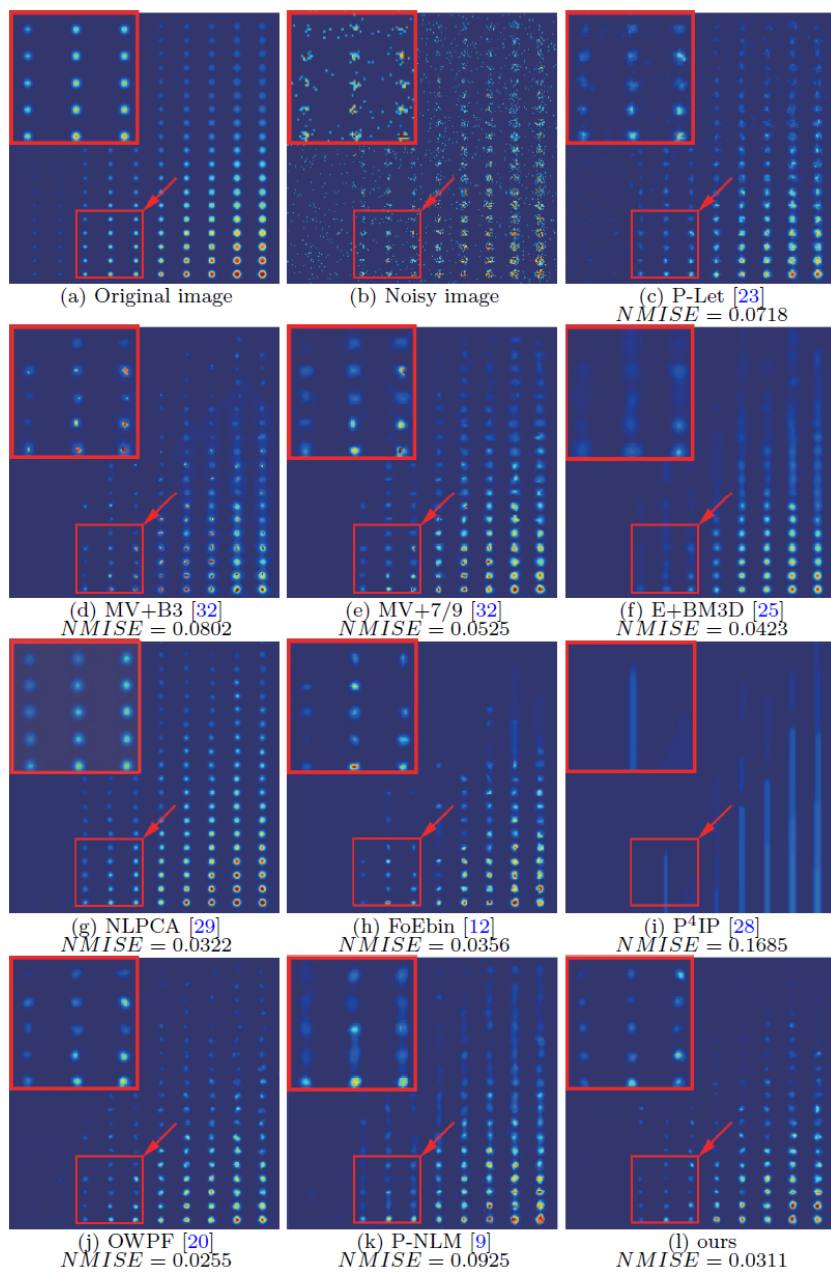 (a) Original image
(b) Noisy image
(c) P-Let [23]
NMISE = 0.0718
(d) MV+B3 [32]
NMISE = 0.0802
(e) MV+7/9 [32]
NMISE = 0.0525
(f) E+BM3D [25]
NMISE = 0.0423
(g) NLPCA [29]
NMISE = 0.0322
(h) FoEbin [12]
NMISE = 0.0356
(i) P⁴IP [28]
NMISE = 0.1685
(j) OWPF [20]
NMISE = 0.0255
(k) P-NLM [9]
NMISE = 0.0925
(l) ours
NMISE = 0.0311